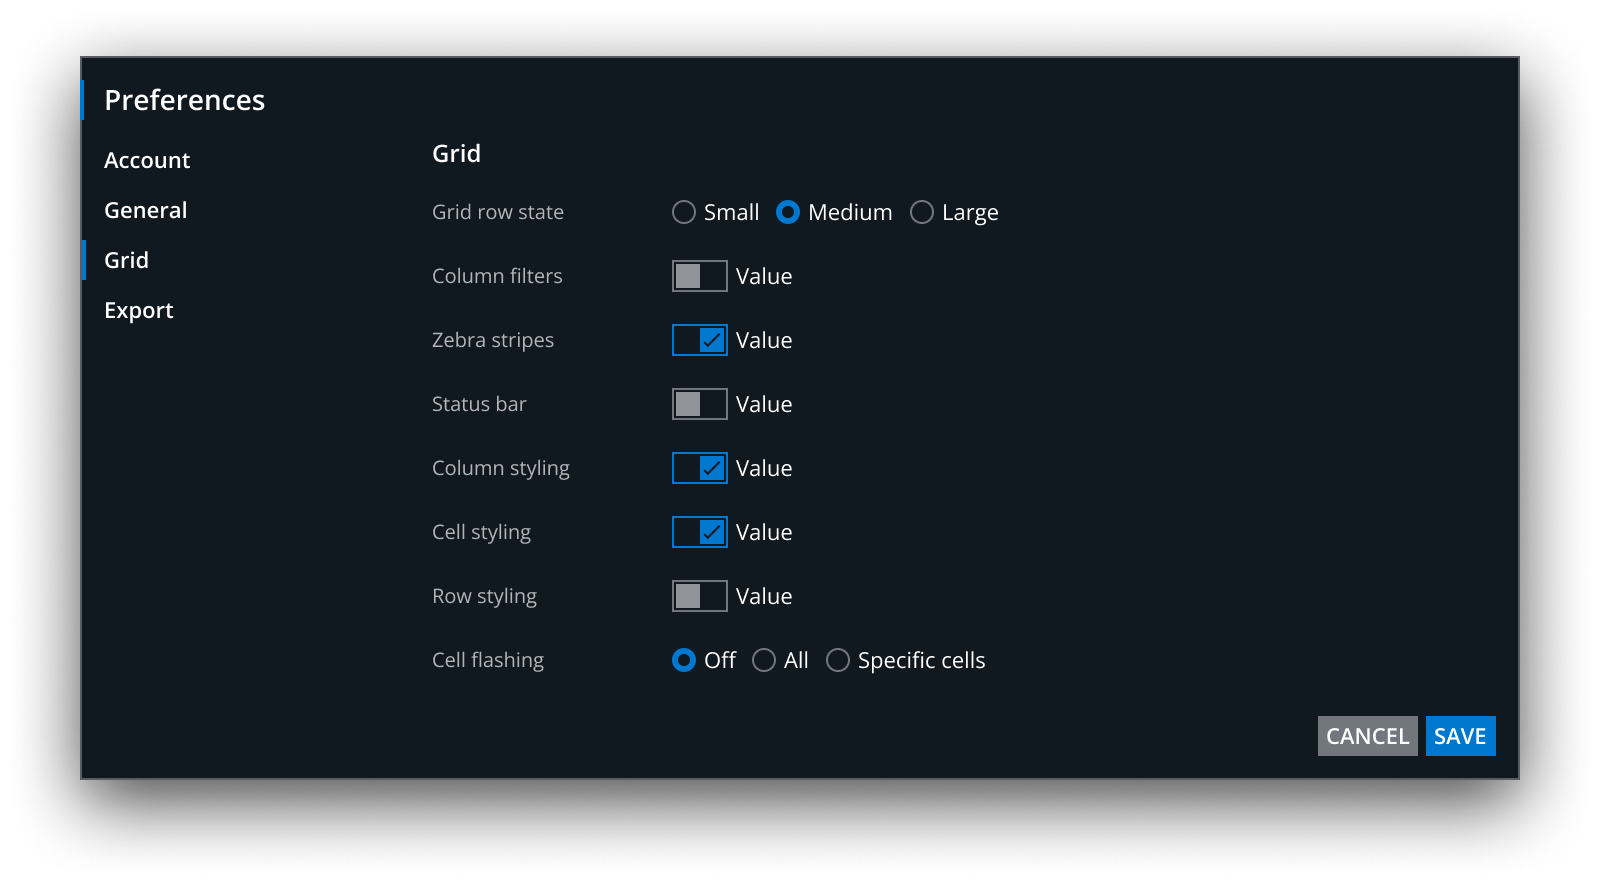 Preferences
Account
General
Grid
Export
Grid
Grid row state Small Medium Large
Column filters Value
Zebra stripes Value
Status bar Value
Column styling Value
Cell styling Value
Row styling Value
Cell flashing Off All Specific cells
CANCEL SAVE